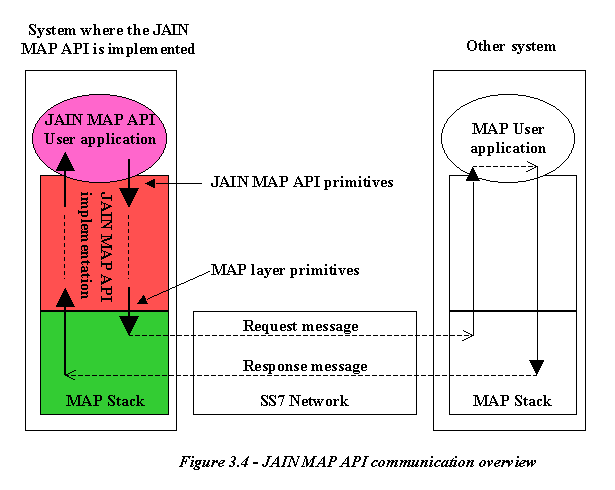 System where the JAIN
MAP API is implemented
Other system
JAIN MAP API
User application
MAP User
application
JAIN MAP API primitives
JAIN MAP API
implementation
MAP layer primitives
Request message
Response message
MAP Stack
SS7 Network
MAP Stack
Figure 3.4 - JAIN MAP API communication overview